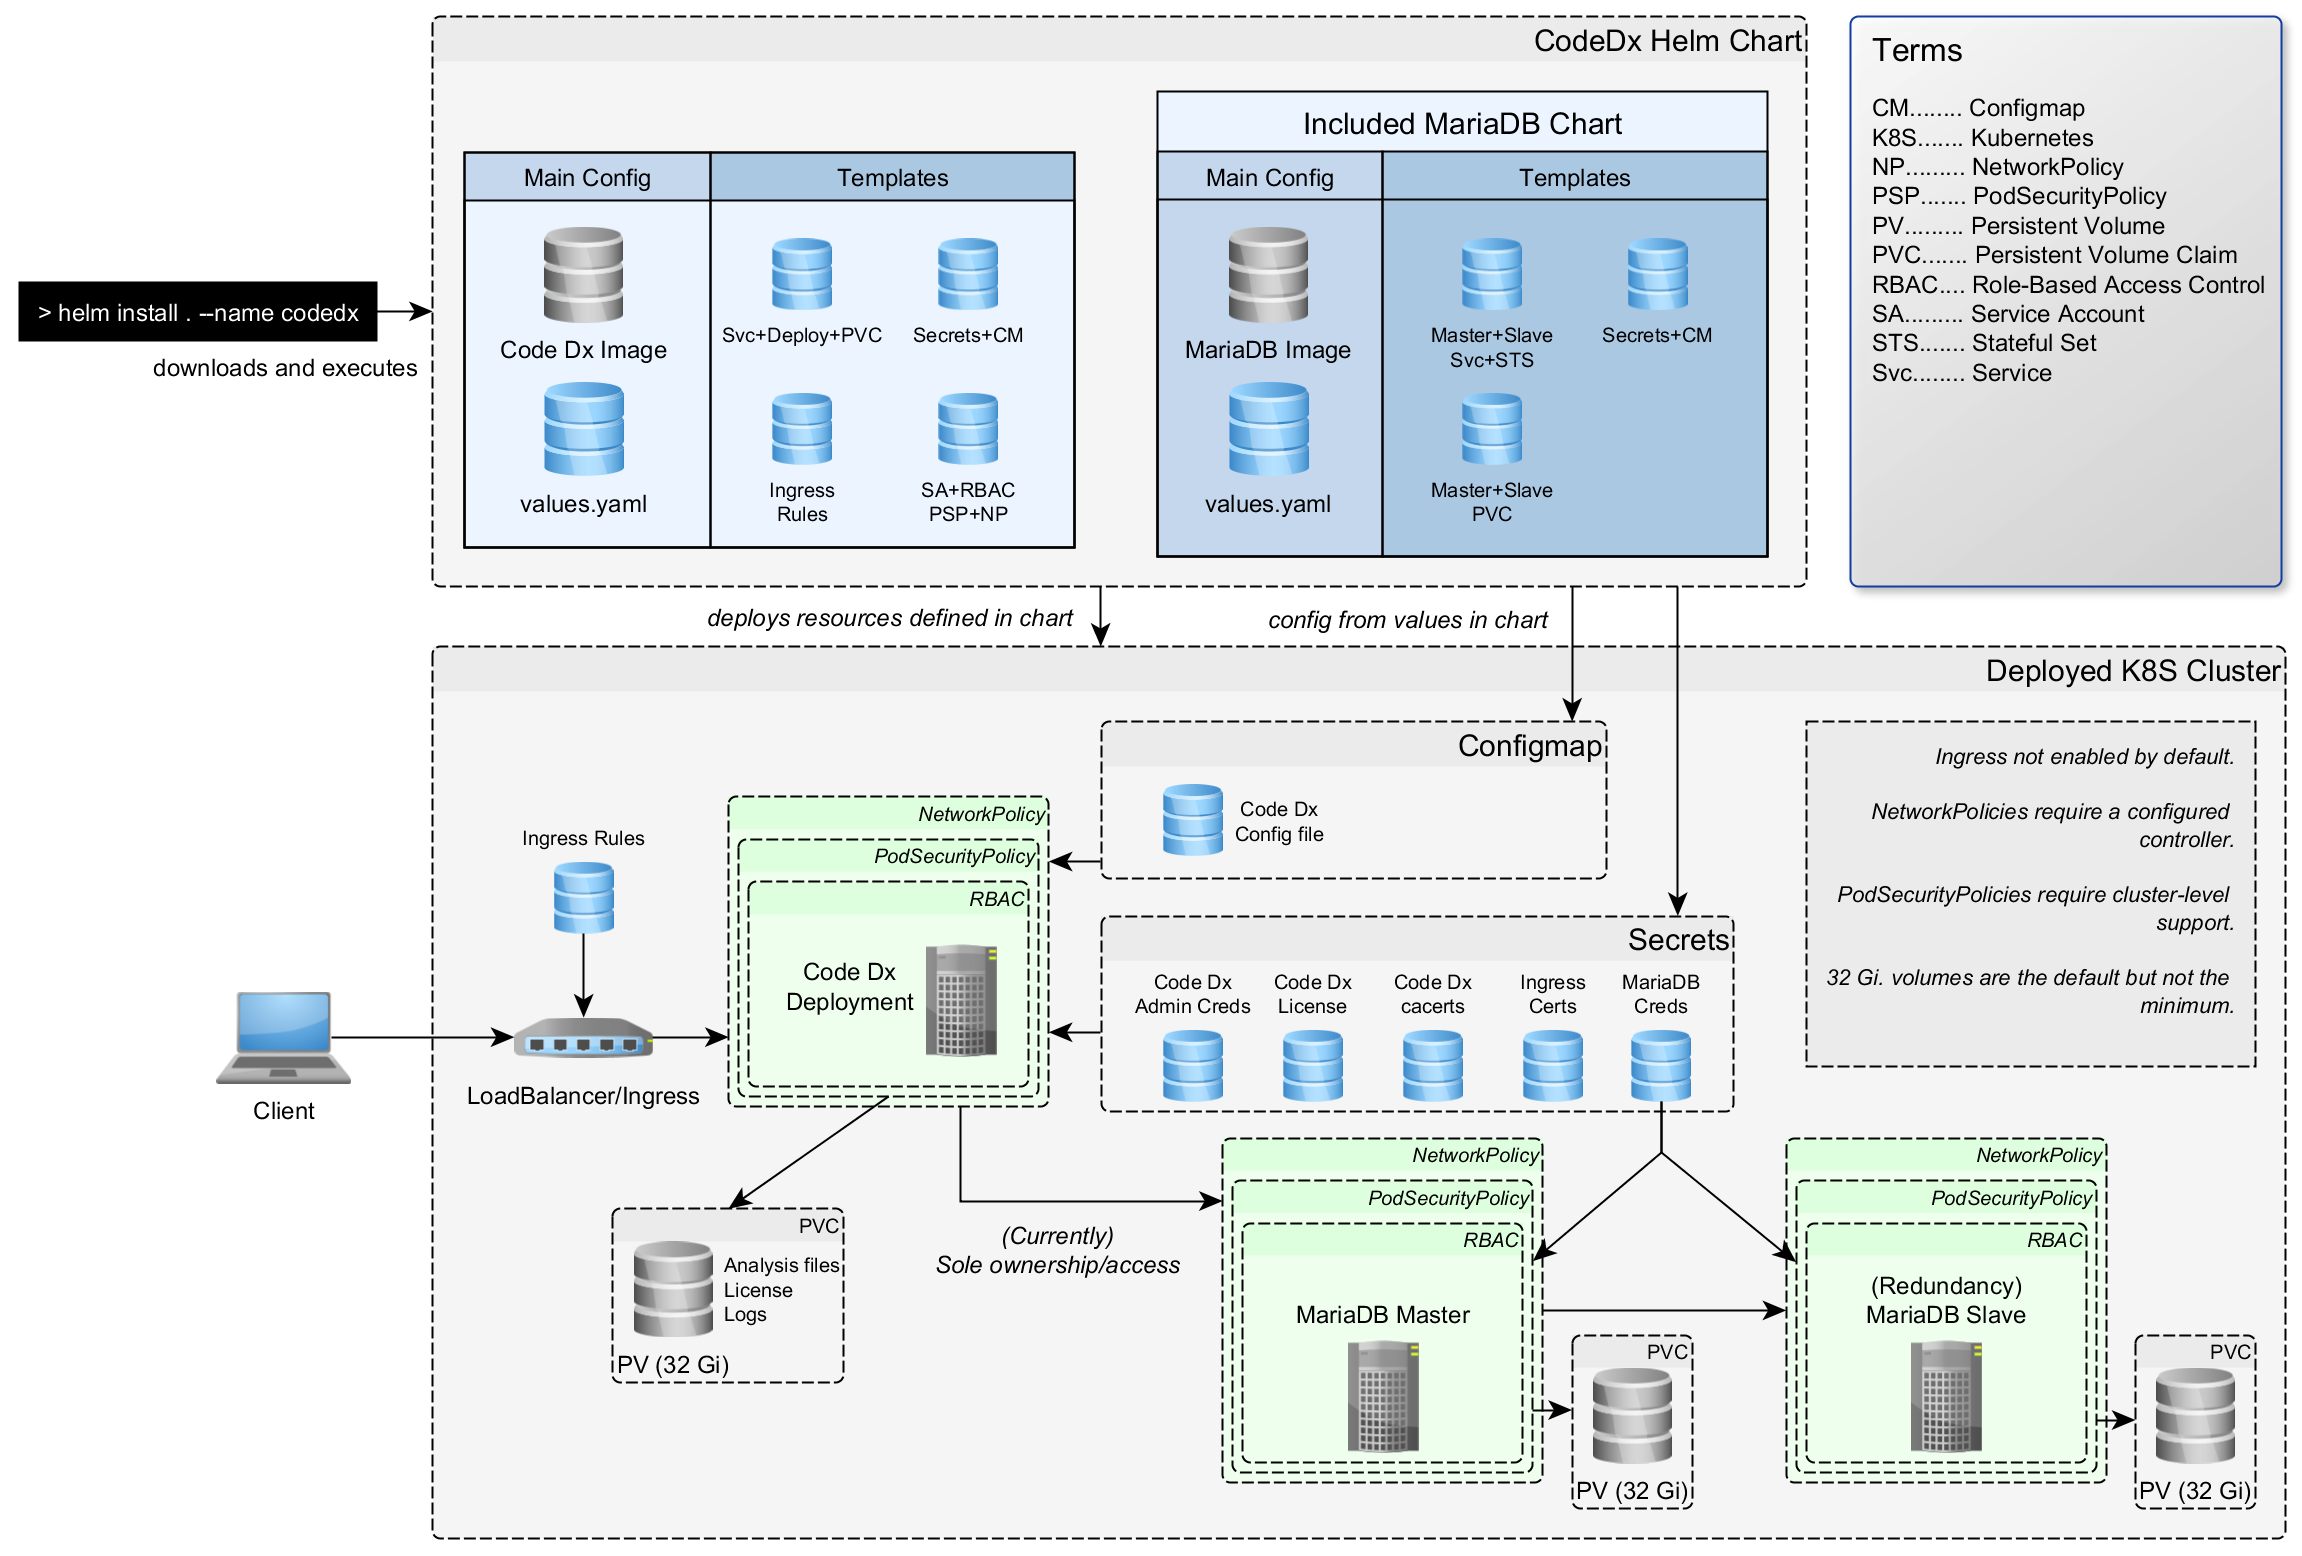 CodeDx Helm Chart
Included MariaDB Chart
Main Config
Templates
Main Config
Templates
Code Dx Image
values.yaml
Svc+Deploy+PVC
Secrets+CM
Ingress
Rules
SA+RBAC
PSP+NP
MariaDB Image
values.yaml
Master+Slave
Svc+STS
Secrets+CM
Master+Slave
PVC
> helm install . --name codedx
downloads and executes
Terms
CM........ Configmap
K8S....... Kubernetes
NP......... NetworkPolicy
PSP....... PodSecurityPolicy
PV......... Persistent Volume
PVC....... Persistent Volume Claim
RBAC.... Role-Based Access Control
SA......... Service Account
STS....... Stateful Set
Svc........ Service
deploys resources defined in chart
config from values in chart
Deployed K8S Cluster
Configmap
Code Dx
Config file
Ingress not enabled by default.
NetworkPolicies require a configured
controller.
PodSecurityPolicies require cluster-level
support.
32 Gi. volumes are the default but not the
minimum.
Ingress Rules
NetworkPolicy
PodSecurityPolicy
RBAC
Code Dx
Deployment
Secrets
Code Dx
Admin Creds
Code Dx
License
Code Dx
cacerts
Ingress
Certs
MariaDB
Creds
Client
LoadBalancer/Ingress
PVC
Analysis files
License
Logs
PV (32 Gi)
(Currently)
Sole ownership/access
NetworkPolicy
PodSecurityPolicy
RBAC
MariaDB Master
PVC
PV (32 Gi)
NetworkPolicy
PodSecurityPolicy
RBAC
(Redundancy)
MariaDB Slave
PVC
PV (32 Gi)